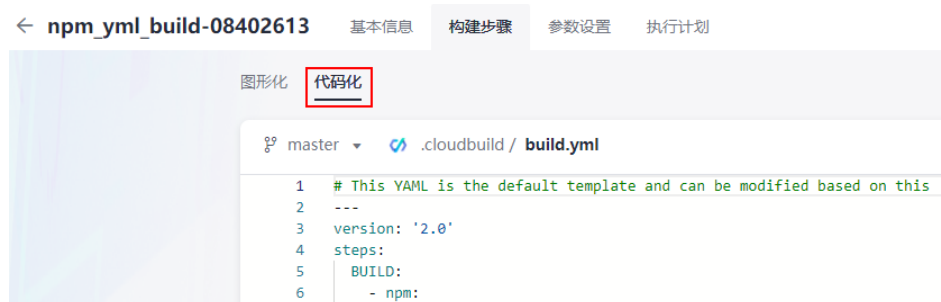 ← npm_yml_build-08402613 基本信息 构建步骤 参数设置 执行计划
图形化 代码化
master .cloudbuild / build.yml
1 # This YAML is the default template and can be modified based on this
2 ---
3 version: '2.0'
4 steps:
5 BUILD:
6 - npm: